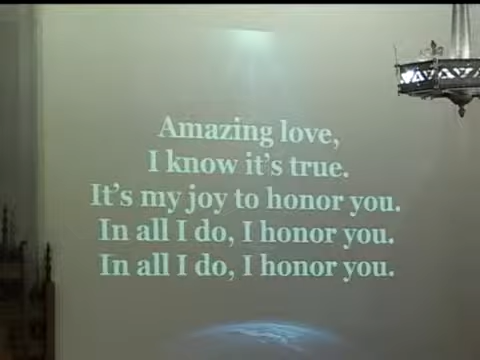 Amazing love,
I know it's true.
It's my joy to honor you.
In all I do, I honor you.
In all I do, I honor you.